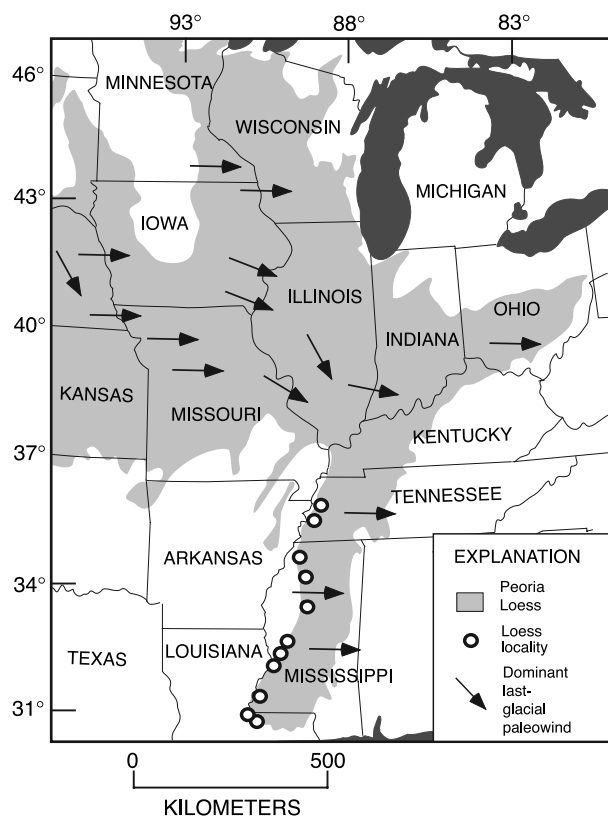 93° 88° 83°
46°
MINNESOTA
WISCONSIN
43°
MICHIGAN
IOWA
ILLINOIS
OHIO
40°
INDIANA
KANSAS
MISSOURI
KENTUCKY
37°
TENNESSEE
ARKANSAS
EXPLANATION
34°
Peoria
Loess
Loess
locality
LOUISIANA
TEXAS
MISSISSIPPI
Dominant
last-
glacial
paleowind
31°
0 500
KILOMETERS